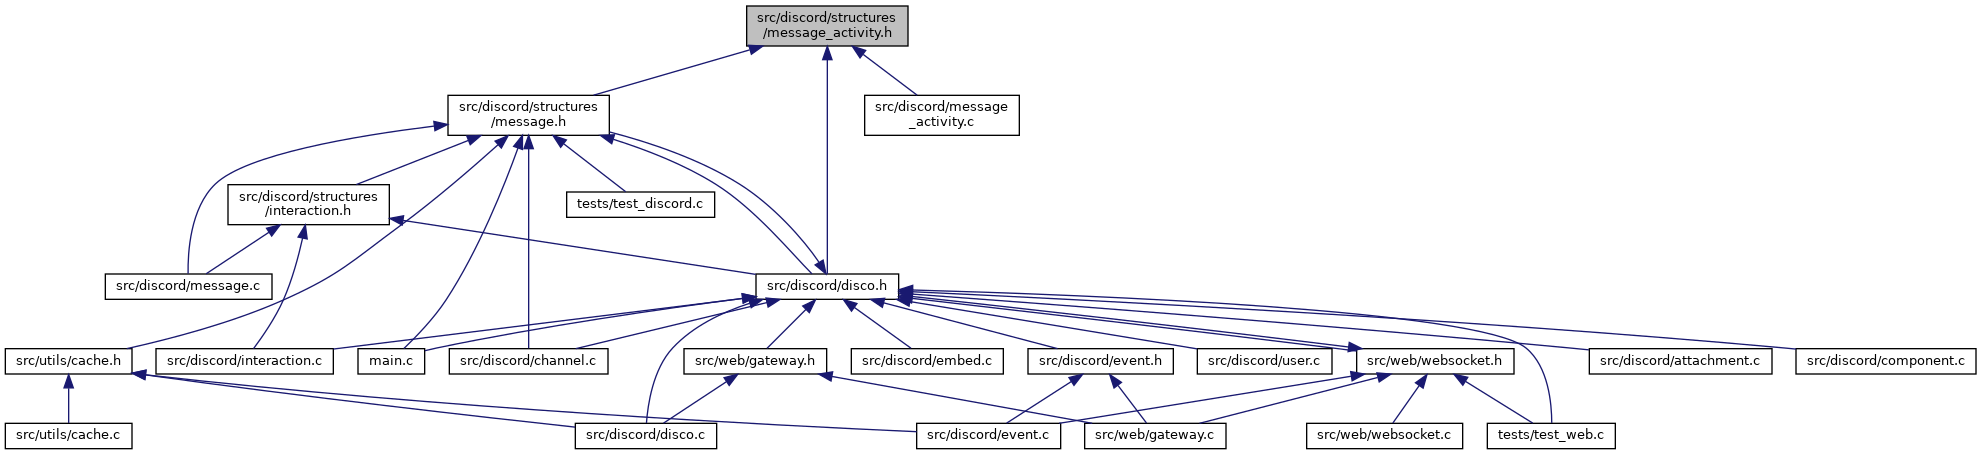 src/discord/structures
/message_activity.h
src/discord/structures
/message.h
src/discord/message
_activity.c
src/discord/structures
/interaction.h
tests/test_discord.c
src/discord/message.c
src/discord/disco.h
src/utils/cache.h
src/discord/interaction.c
main.c
src/discord/channel.c
src/web/gateway.h
src/discord/embed.c
src/discord/event.h
src/discord/user.c
src/web/websocket.h
src/discord/attachment.c
src/discord/component.c
src/utils/cache.c
src/discord/disco.c
src/discord/event.c
src/web/gateway.c
src/web/websocket.c
tests/test_web.c